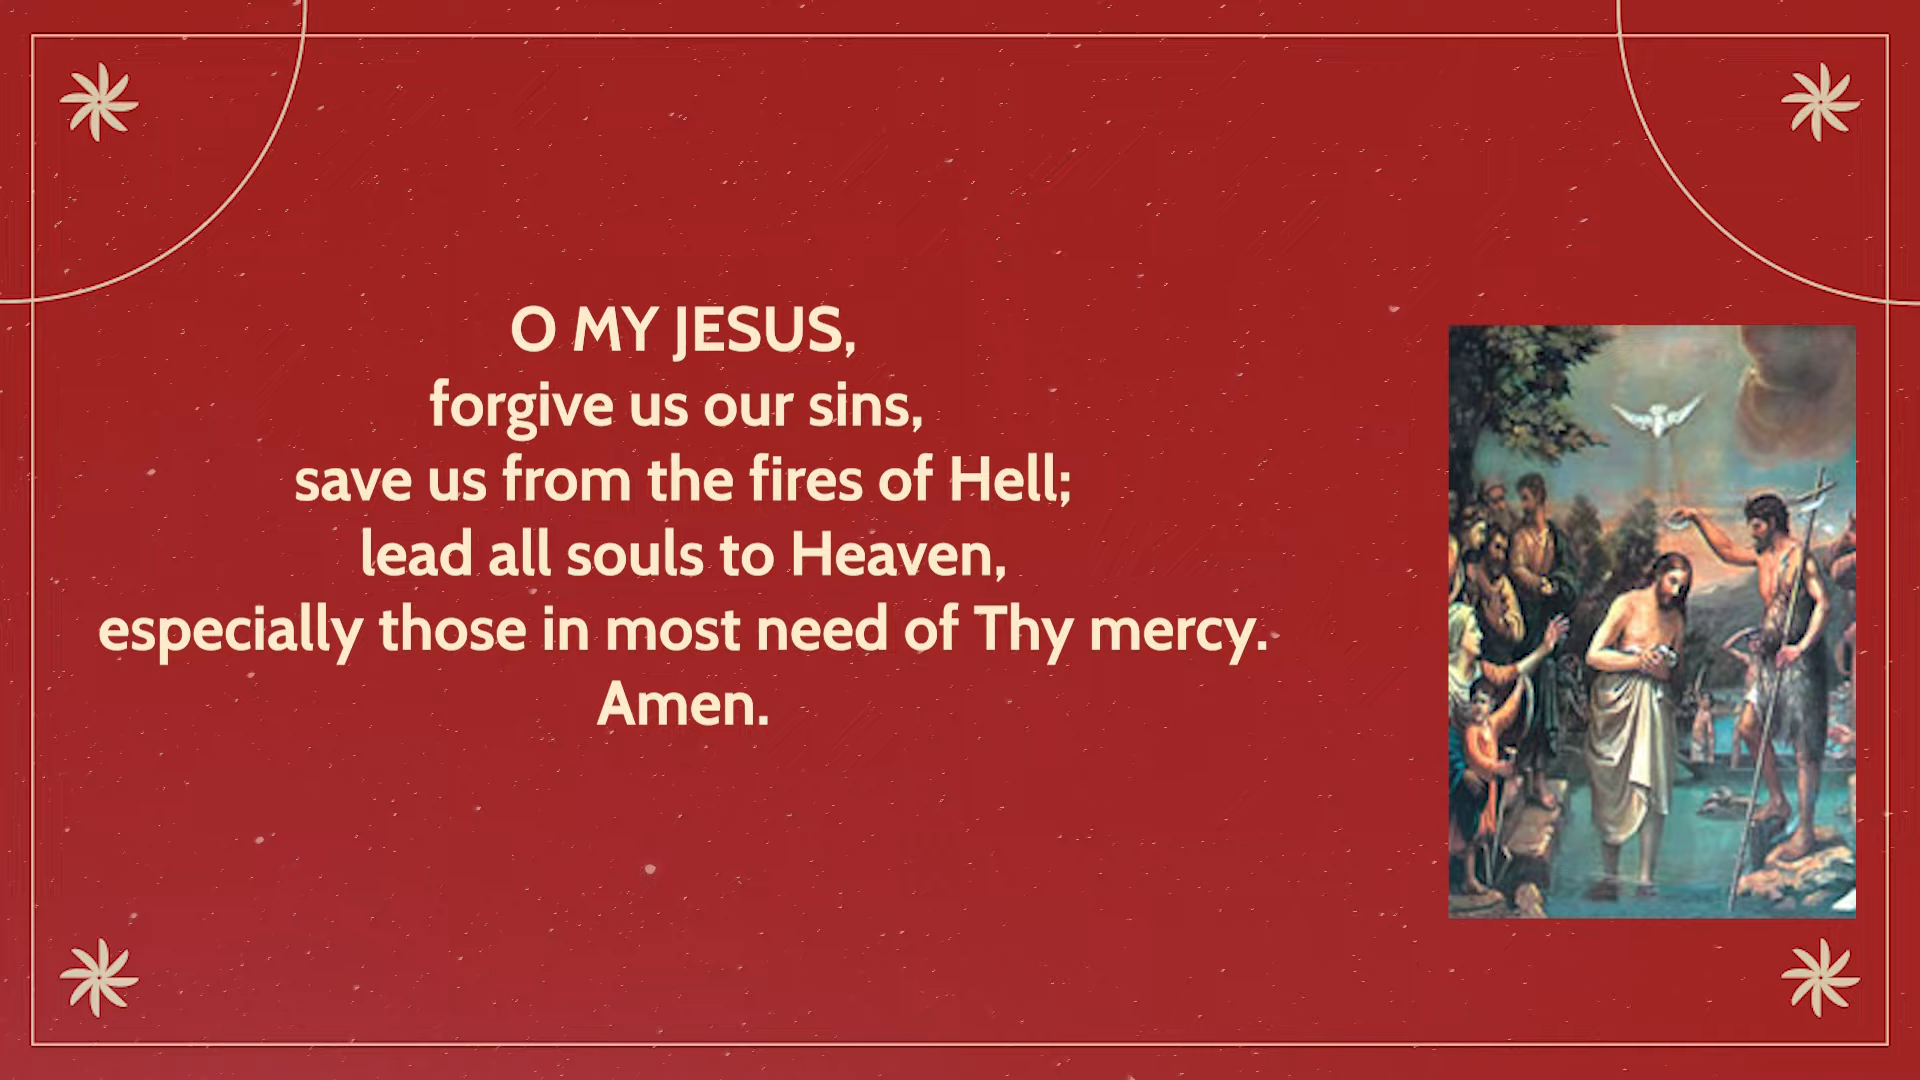 O MY JESUS,
forgive us our sins,
save us from the fires of Hell;
lead all souls to Heaven,
especially those in most need of Thy mercy.
Amen.